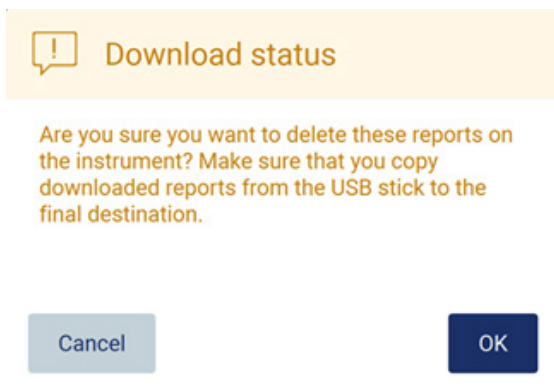 Download status
Are you sure you want to delete these reports on
the instrument? Make sure that you copy
downloaded reports from the USB stick to the
final destination.
Cancel
OK